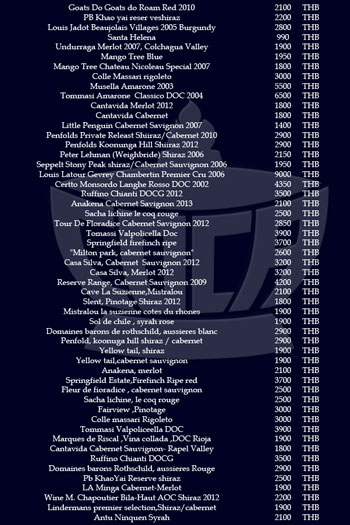 Goats Do Goats do Roam Red 2010 2100 THB
PB Khao yai reser veshiraz 2200 THB
Louis Jadot Beaujolais Villages 2005 Burgundy 2800 THB
Santa Helena 990 THB
Undurraga Merlot 2007, Colchagua Valley 1900 THB
Mango Tree Blue 1950 THB
Mango Tree Chateau Nicoleau Special 2007 1800 THB
Colle Massari rigoleto 3000 THB
Musella Amarone 2003 5500 THB
Tommasi Amarone Classico DOC 2004 6500 THB
Cantavida Merlot 2012 1800 THB
Cantavida Cabernet 1800 THB
Little Penguin Cabernet Savignon 2007 1400 THB
Penfolds Private Releast Shiraz/Cabernet 2010 2900 THB
Penfolds Koonunga Hill Shiraz 2012 2900 THB
Peter Lehman (Weighbride) Shiraz 2006 2150 THB
Seppelt Stony Peak shiraz/Cabernet Sauvignon 2006 1950 THB
Louis Latour Gevrey Chambertin Premier Cru 2006 9000 THB
Certto Monsordo Langhe Rosso DOC 2002 4350 THB
Ruffino Chianti DOCG 2012 3500 THB
Anakena Cabernet Savignon 2013 2100 THB
Sacha lichine le coq rouge 2500 THB
Tour De Floradice Cabernet Savignon 2012 2850 THB
Tomassi Valpolicella Doc 3900 THB
Springfield firefinch ripe 3700 THB
"Milton park, cabernet sauvignon" 2600 THB
Casa Silva, Cabernet Sauvignon 2012 3200 THB
Casa Silva, Merlot 2012 3200 THB
Reserve Range, Cabernet Sauvignon 2009 4200 THB
Cave La Suzienne,Mistralou 2100 THB
Slent, Pinotage Shiraz 2012 1800 THB
Mistralou la suzienne cotes du rhones 1900 THB
Sol de chile , syrah rose 1900 THB
Domaines barons de rothschild, aussieres blanc 2900 THB
Penfold, koonuga hill shiraz / cabernet 2900 THB
Yellow tail, shiraz 1900 THB
Yellow tail,cabernet sauvignon 1900 THB
Anakena, merlot 2100 THB
Springfield Estate,Firefinch Ripe red 3700 THB
Fleur de fioradice , cabernet sauvignon 2500 THB
Sacha lichine, le coq rouge 2500 THB
Fairview ,Pinotage 3000 THB
Colle massari Rigoleto 3000 THB
Tommasi Valpoliceella DOC 3900 THB
Marques de Riscal ,Vina collada ,DOC Rioja 1900 THB
Cantavida Cabernet Sauvignon- Rapel Valley 1800 THB
Ruffino Chianti DOCG 3500 THB
Domaines barons Rothschild, aussieres Rouge 2900 THB
Pb KhaoYai Reserve shiraz 2500 THB
LA Minga Cabernet-Merlot 1900 THB
Wine M. Chapoutier Bila-Haut AOC Shiraz 2012 2200 THB
Lindermans premier selection,Shiraz/cabernet 1900 THB
Antu Ninquen Syrah 2100 THB